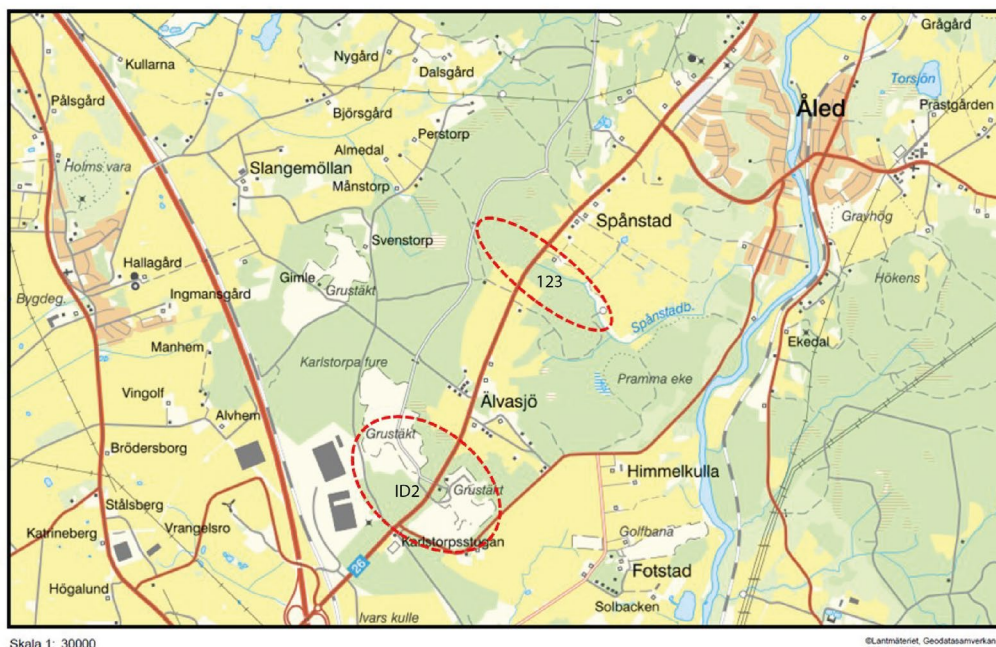 Kullarna
Nygård
Dalsgård
Grågård
Torsjön
Pålsgård
Björsgård
Åled
Prästgården
Perstorp
Holms vara
Almedal
Slangemöllan
Månstorp
Spånstad
Gravhög
Svenstorp
Hallagård
Gimle
123
Hökens
Bygdeg.
Ingmansgård
Grustäkt
Spånstadb.
Manhem
Karlstorpa fure
Ekedal
Vingolf
Pramma eke
Älvasjö
Alvhem
Grustäkt
Brödersborg
Himmelkulla
ID2
Grustäkt
Stålsberg
Vrangelsro
Katrineberg
Karlstorpsstugan
Golfbana
26
Fotstad
Högalund
Solbacken
Ivars kulle
Skala 1: 30000
©Lantmäteriet, Geodatasamverkan